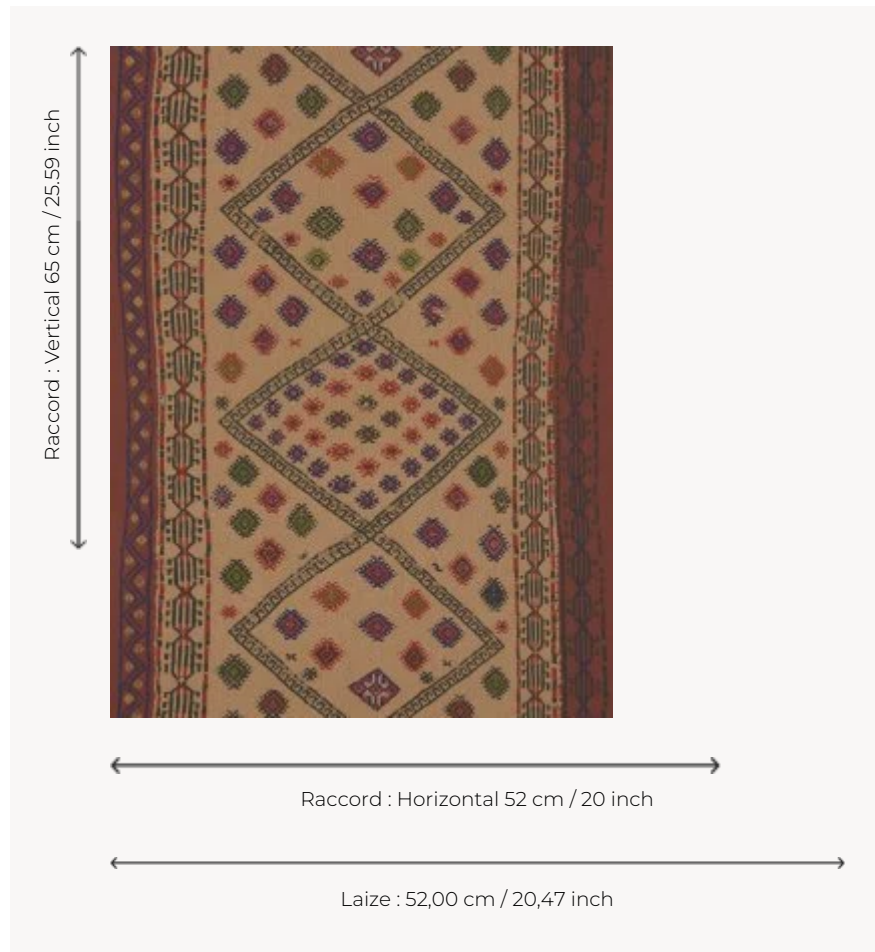 Raccord : Vertical 65 cm / 25.59 inch
Raccord : Horizontal 52 cm / 20 inch
Laize : 52,00 cm / 20,47 inch